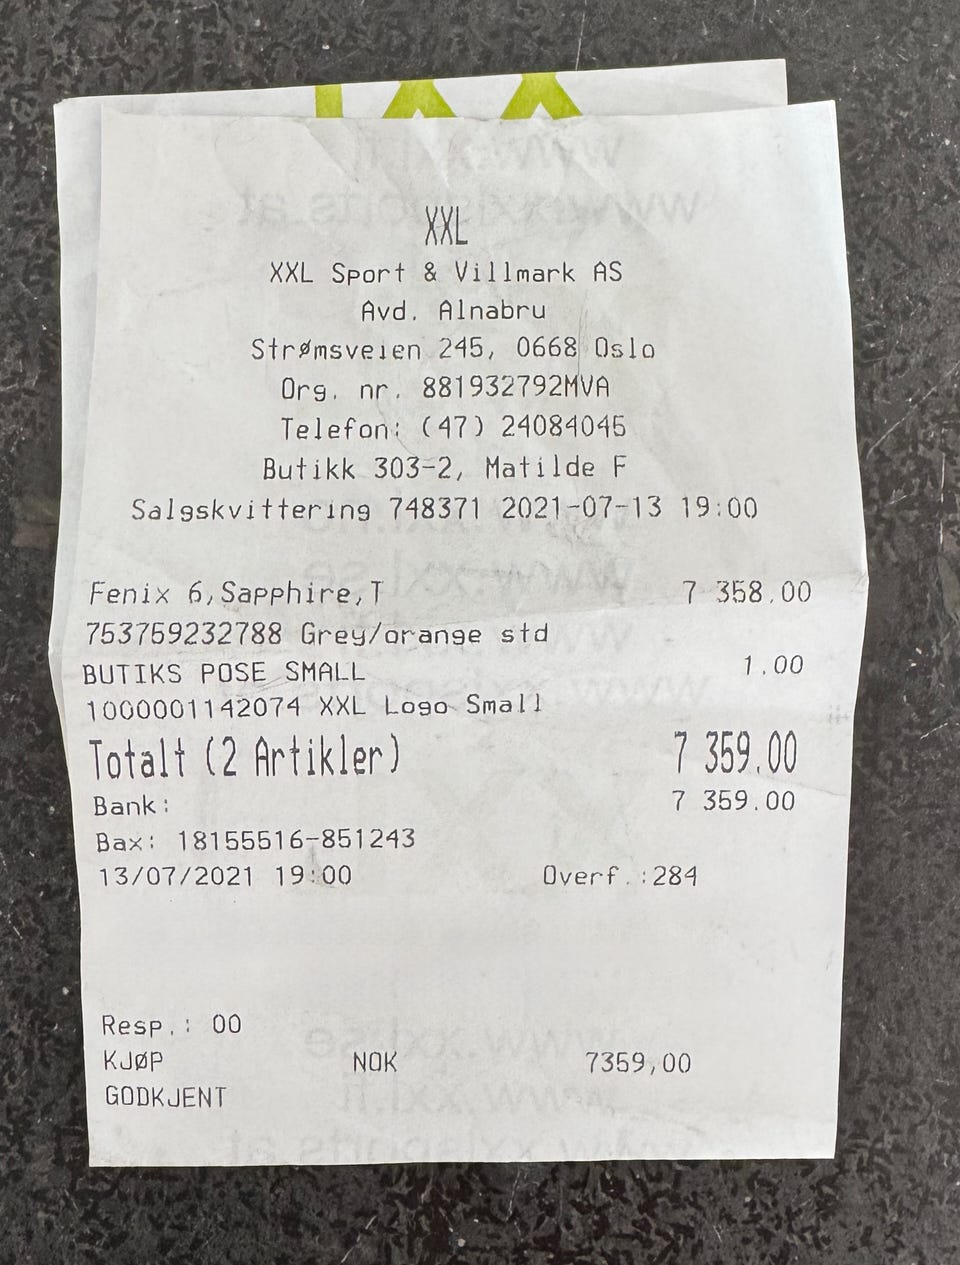 XXL
XXL Sport & Villmark AS
Avd. Alnabru
Strømsveien 245, 0668 Oslo
Org. nr. 881932792MVA
Telefon: (47) 24084045
Butikk 303-2, Matilde F
Salgskvittering 748371 2021-07-13 19:00
Fenix 6,Sapphire,T 7 358.00
753759232788 Grey/orange std
BUTIKS POSE SMALL 1.00
1000001142074 XXL Logo Small
Totalt (2 Artikler) 7 359.00
Bank: 7 359.00
Bax: 18155516-851243
13/07/2021 19:00 Overf.:284
Resp.: 00
KJØP NOK 7359,00
GODKJENT